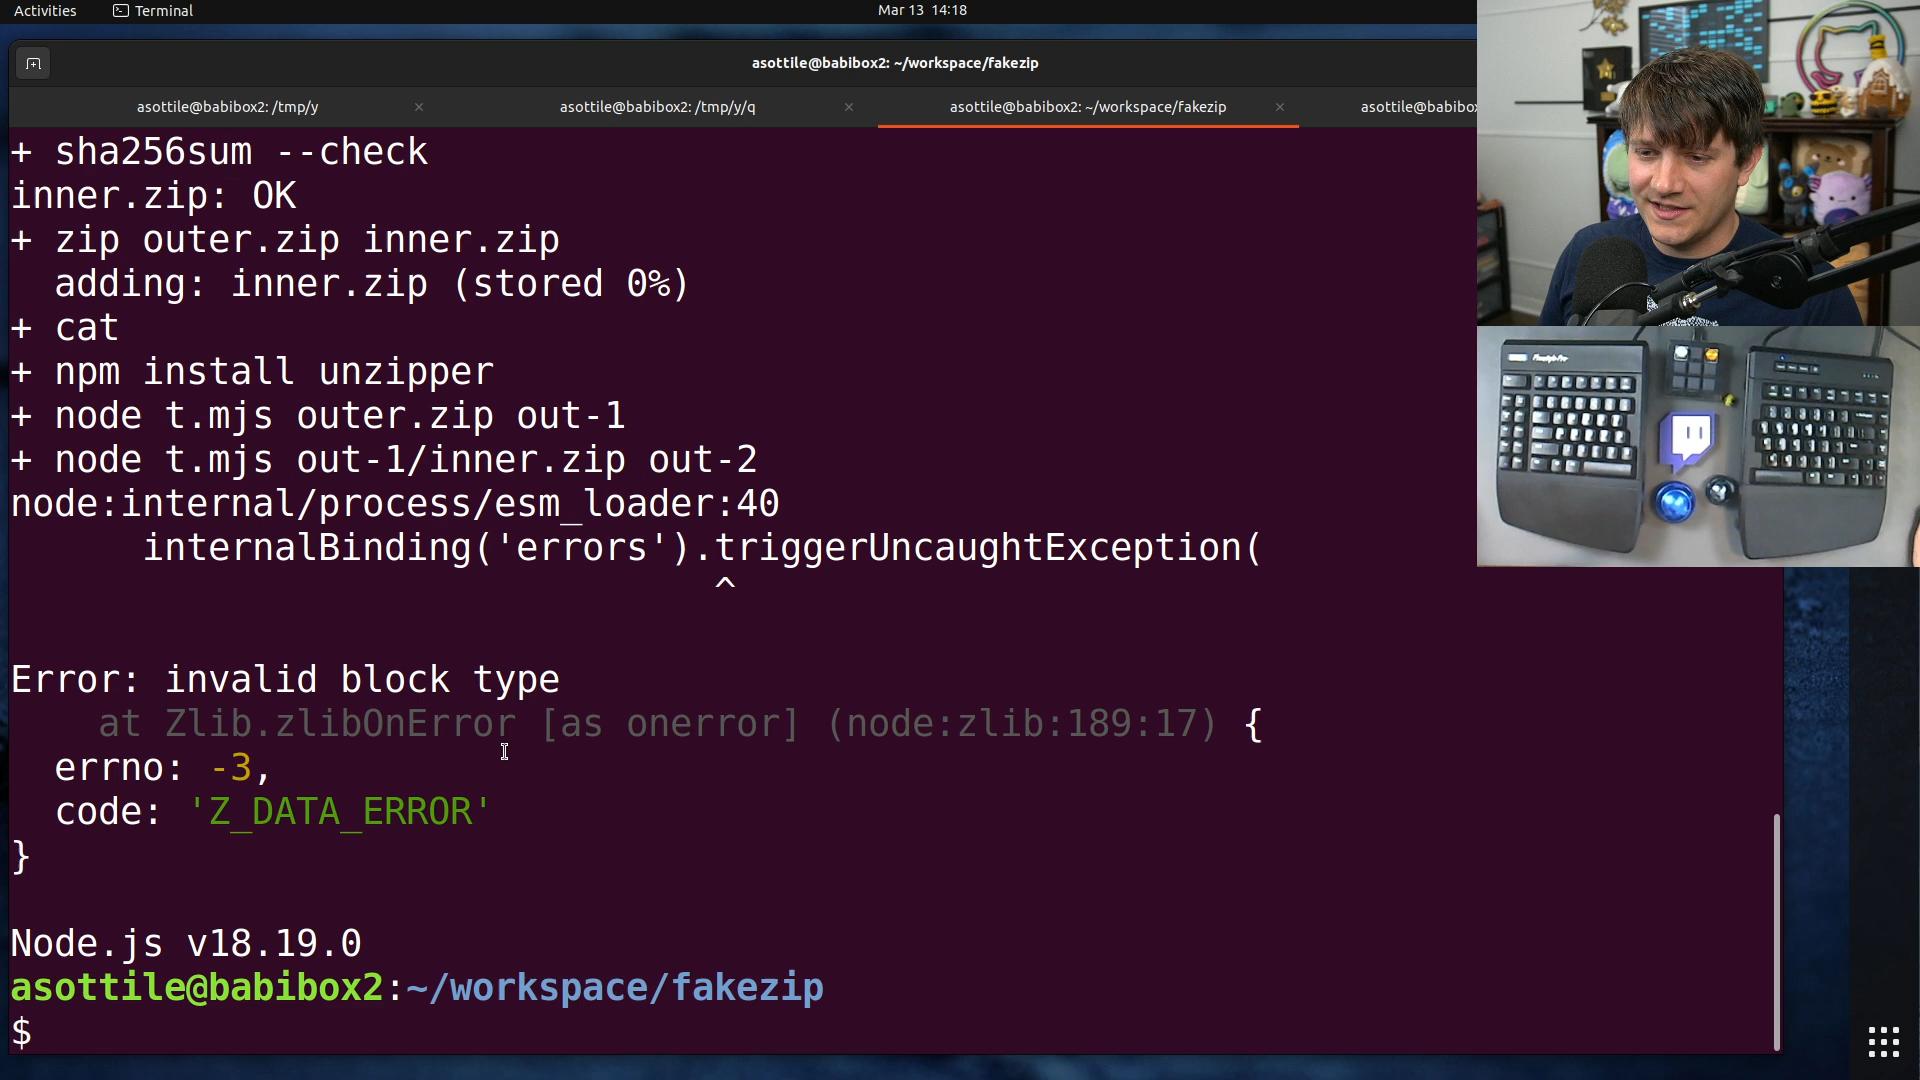 Activities
Terminal
Mar 13 14:18
asottile@babibox2: ~/workspace/fakezip
asottile@babibox2: /tmp/y
asottile@babibox2: /tmp/y/q
asottile@babibox2: ~/workspace/fakezip
asottile@babibo
+ sha256sum --check
inner.zip: OK
+ zip outer.zip inner.zip
  adding: inner.zip (stored 0%)
+ cat
+ npm install unzipper
+ node t.mjs outer.zip out-1
+ node t.mjs out-1/inner.zip out-2
node:internal/process/esm_loader:40
      internalBinding('errors').triggerUncaughtException(
                                ^
Error: invalid block type
    at Zlib.zlibOnError [as onerror] (node:zlib:189:17) {
  errno: -3,
  code: 'Z_DATA_ERROR'
}
Node.js v18.19.0
asottile@babibox2:~/workspace/fakezip
$